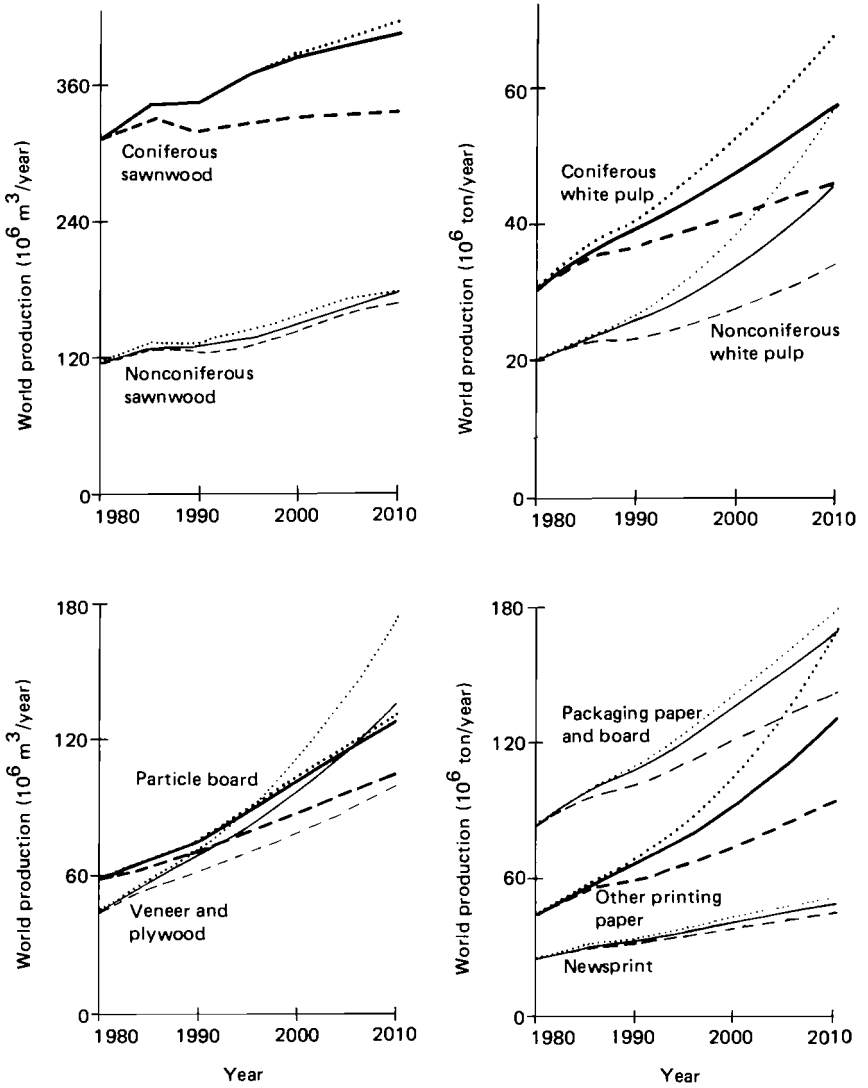 World production (10⁶ m³/year)
360
240
120
0
Coniferous
sawnwood
Nonconiferous
sawnwood
1980
1990
2000
2010
World production (10⁶ ton/year)
60
40
20
0
Coniferous
white pulp
Nonconiferous
white pulp
1980
1990
2000
2010
World production (10⁶ m³/year)
180
120
60
0
Particle board
Veneer and
plywood
1980
1990
2000
2010
Year
World production (10⁶ ton/year)
180
120
60
0
Packaging paper
and board
Other printing
paper
Newsprint
1980
1990
2000
2010
Year